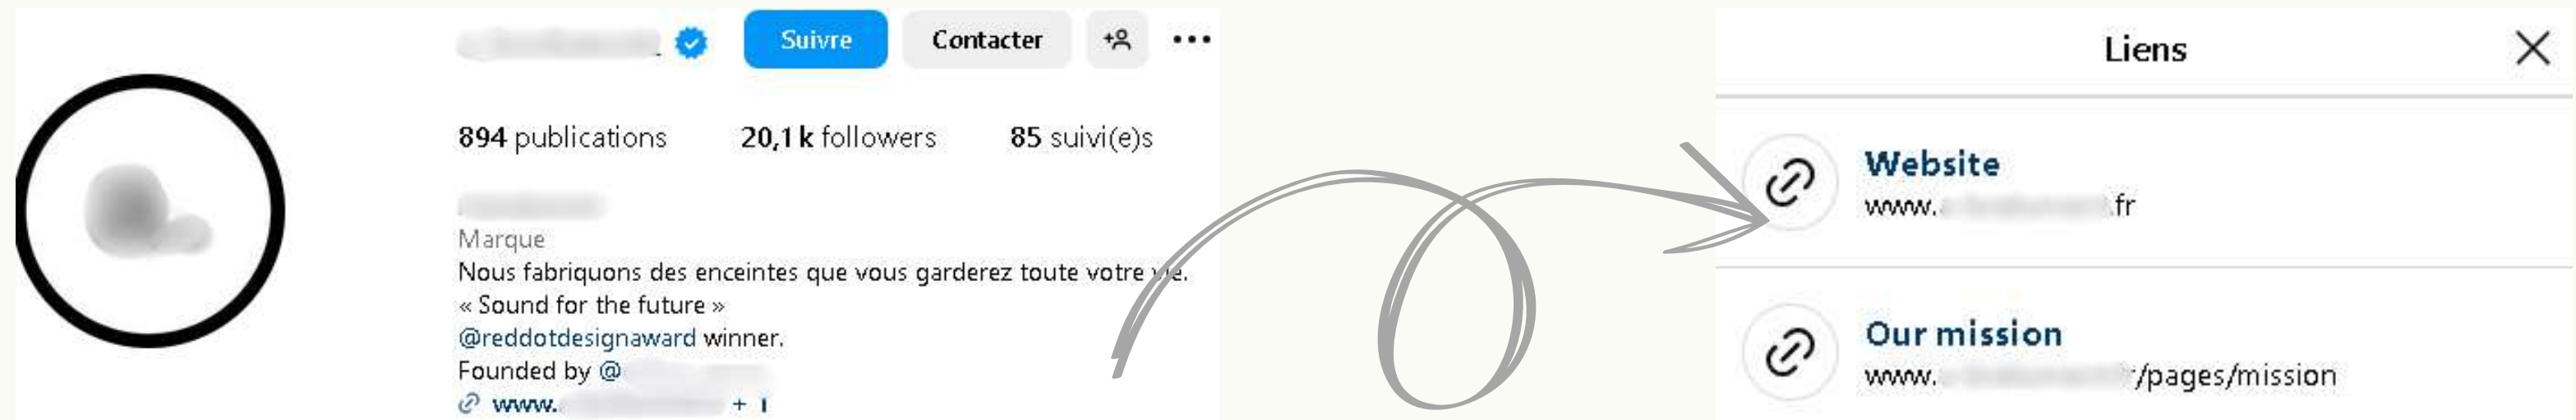 Suivre Contacter
894 publications 20,1 k followers 85 suivi(e)s
Marque
Nous fabriquons des enceintes que vous garderez toute votre vie.
« Sound for the future »
@reddotdesignaward winner.
Founded by @
www. + 1
Liens
Website
www. .fr
Our mission
www. /pages/mission